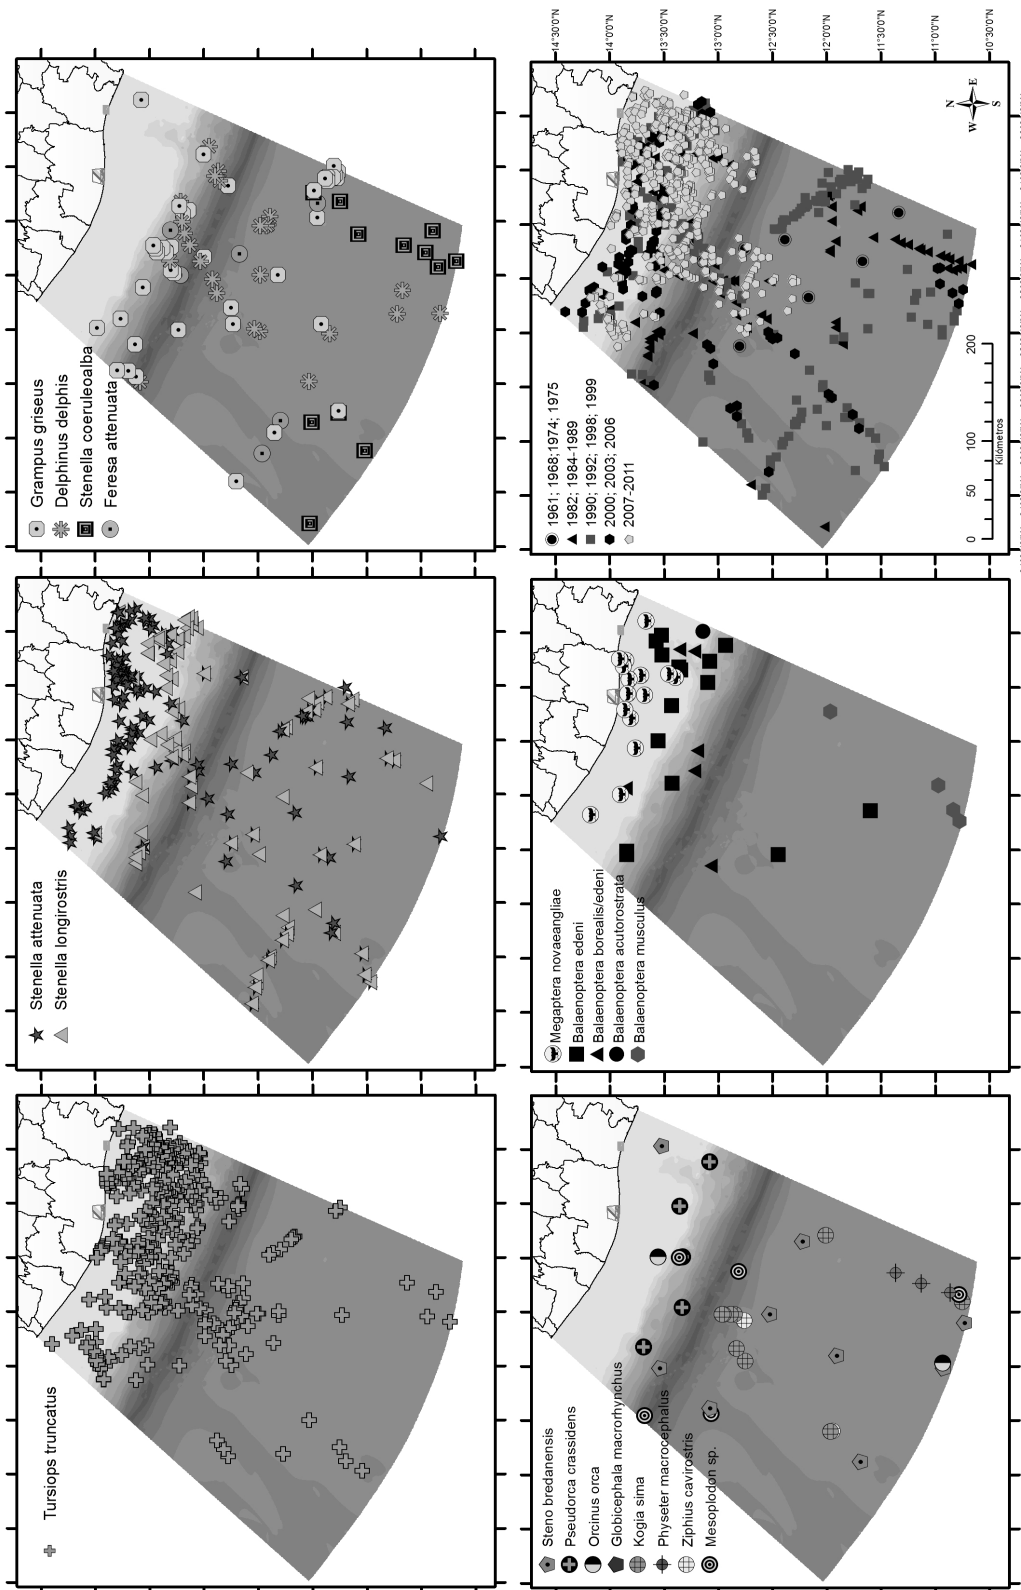 Tursiops truncatus
Stenella attenuata
Stenella longirostris
Grampus griseus
Delphinus delphis
Stenella coeruleoalba
Feresa attenuata
Steno bredanensis
Pseudorca crassidens
Orcinus orca
Globicephala macrorhynchus
Kogia sima
Physeter macrocephalus
Ziphius cavirostris
Mesoplodon sp.
Megaptera novaeangliae
Balaenoptera edeni
Balaenoptera borealis/edeni
Balaenoptera acutorostrata
Balaenoptera musculus
1961; 1968;1974; 1975
1982; 1984-1989
1990; 1992; 1998; 1999
2000; 2003; 2006
2007-2011
0 50 100 200
Kilómetros
N
W E
S
14°30'0"N
14°0'0"N
13°30'0"N
13°0'0"N
12°30'0"N
12°0'0"N
11°30'0"N
11°0'0"N
10°30'0"N